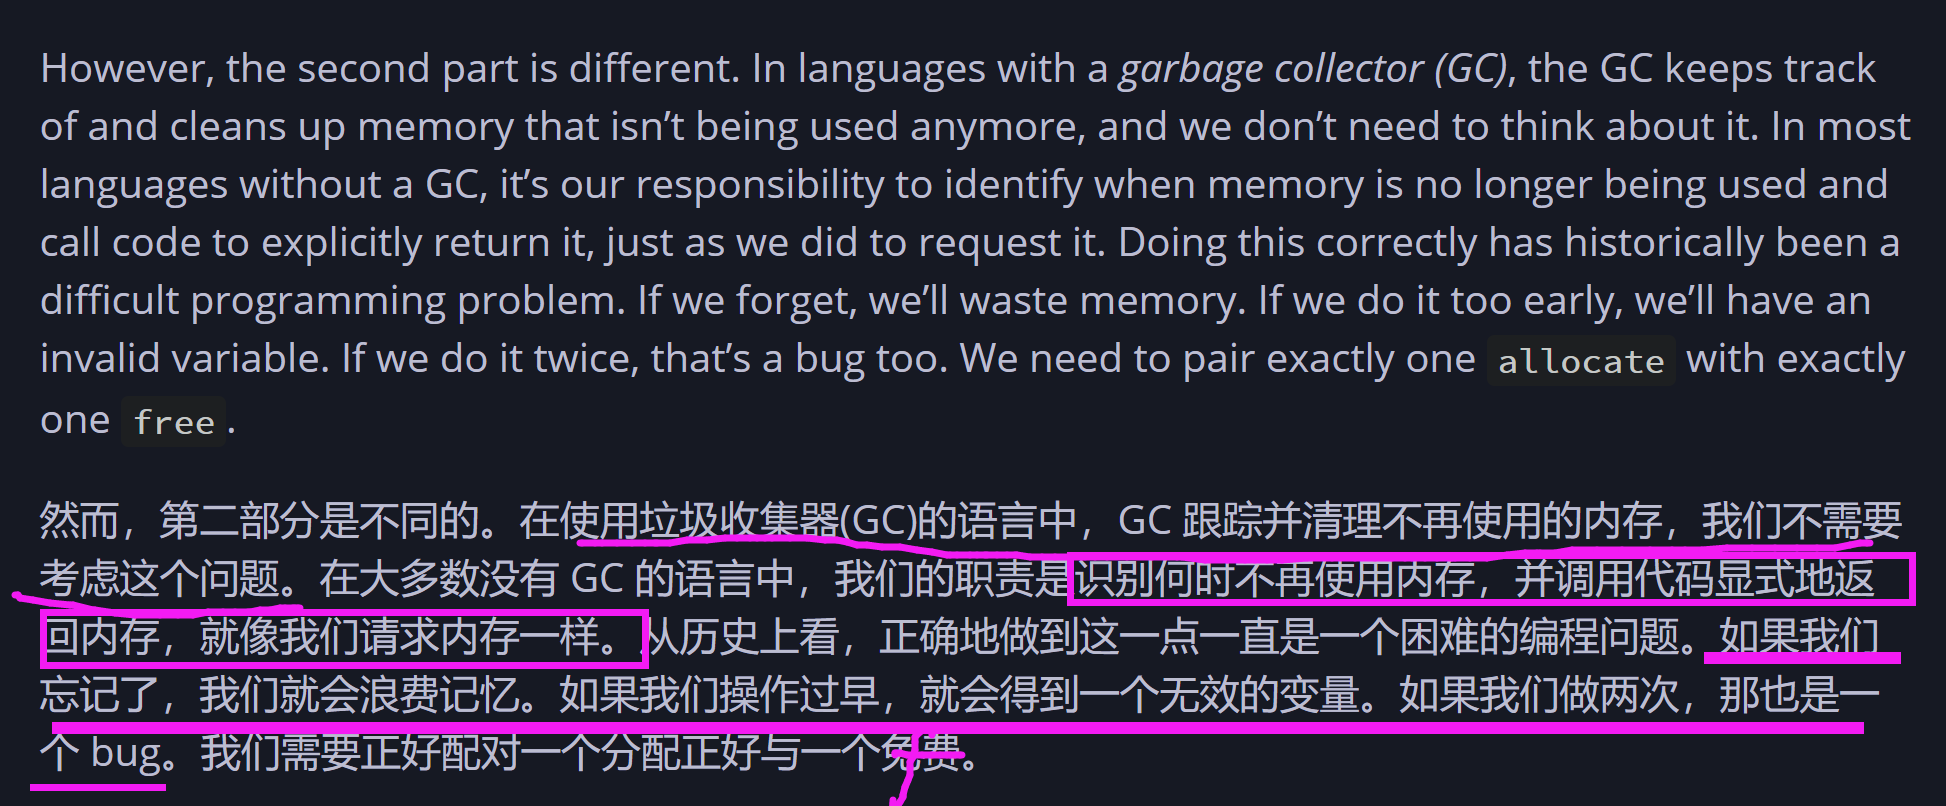 However, the second part is different. In languages with a garbage collector (GC), the GC keeps track
of and cleans up memory that isn’t being used anymore, and we don’t need to think about it. In most
languages without a GC, it’s our responsibility to identify when memory is no longer being used and
call code to explicitly return it, just as we did to request it. Doing this correctly has historically been a
difficult programming problem. If we forget, we’ll waste memory. If we do it too early, we’ll have an
invalid variable. If we do it twice, that’s a bug too. We need to pair exactly one allocate with exactly
one free.
然而，第二部分是不同的。在使用垃圾收集器(GC)的语言中，GC 跟踪并清理不再使用的内存，我们不需要
考虑这个问题。在大多数没有 GC 的语言中，我们的职责是识别何时不再使用内存，并调用代码显式地返
回内存，就像我们请求内存一样。从历史上看，正确地做到这一点一直是一个困难的编程问题。如果我们
忘记了，我们就会浪费记忆。如果我们操作过早，就会得到一个无效的变量。如果我们做两次，那也是一
个 bug。我们需要正好配对一个分配正好与一个免费。